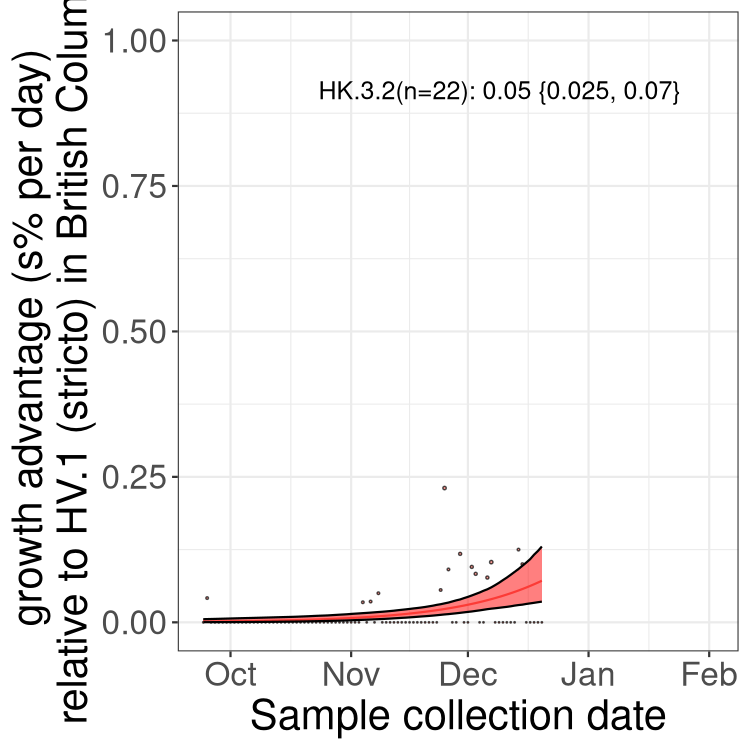 growth advantage (s% per day)
relative to HV.1 (stricto) in British Colum
1.00
0.75
0.50
0.25
0.00
HK.3.2(n=22): 0.05 {0.025, 0.07}
Oct Nov Dec Jan Feb
Sample collection date